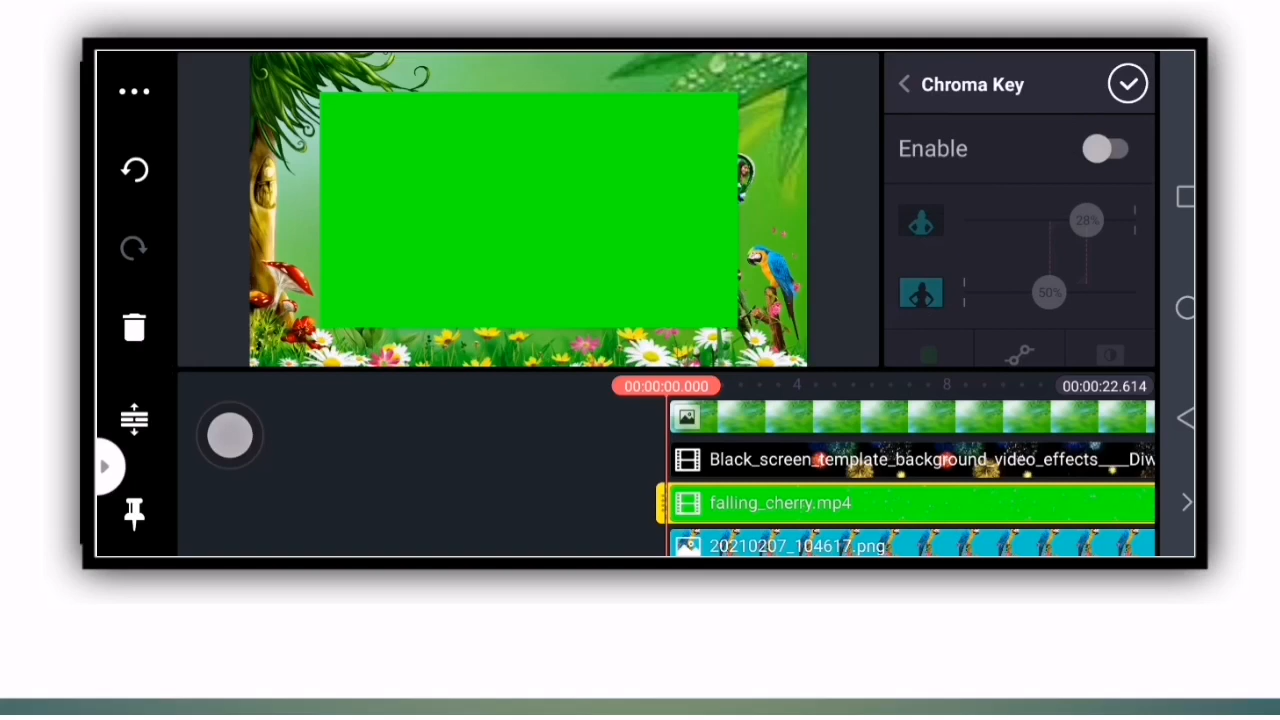 Chroma Key
Enable
28%
50%
00:00:00.000
4
8
00:00:22.614
Black_screen_template_background_video_effects____Diw
falling_cherry.mp4
20210207_104617.png